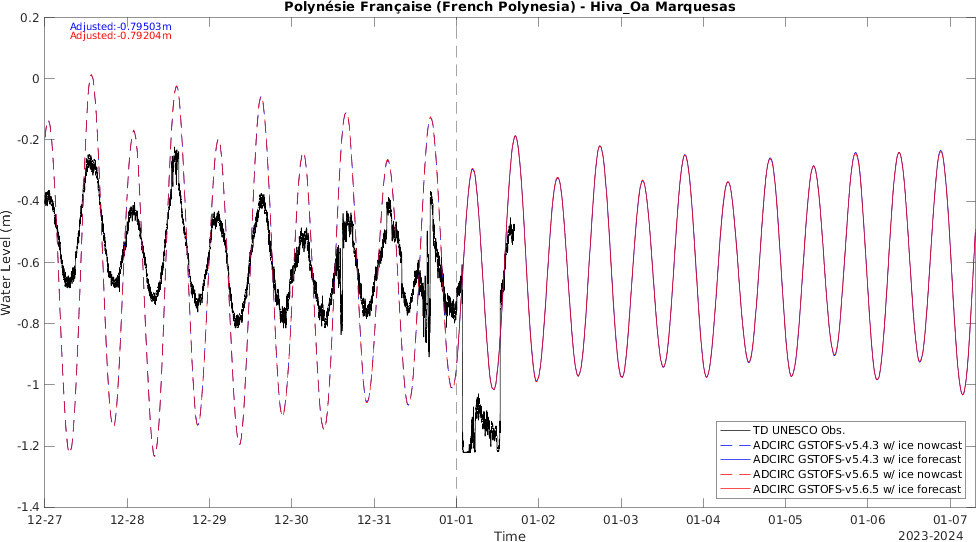 Polynésie Française (French Polynesia) - Hiva_Oa Marquesas
Adjusted:-0.79503m
Adjusted:-0.79204m
Water Level (m)
0.2
0
-0.2
-0.4
-0.6
-0.8
-1
-1.2
-1.4
TD UNESCO Obs.
ADCIRC GSTOFS-v5.4.3 w/ ice nowcast
ADCIRC GSTOFS-v5.4.3 w/ ice forecast
ADCIRC GSTOFS-v5.6.5 w/ ice nowcast
ADCIRC GSTOFS-v5.6.5 w/ ice forecast
12-27 12-28 12-29 12-30 12-31 01-01 01-02 01-03 01-04 01-05 01-06 01-07
Time
2023-2024